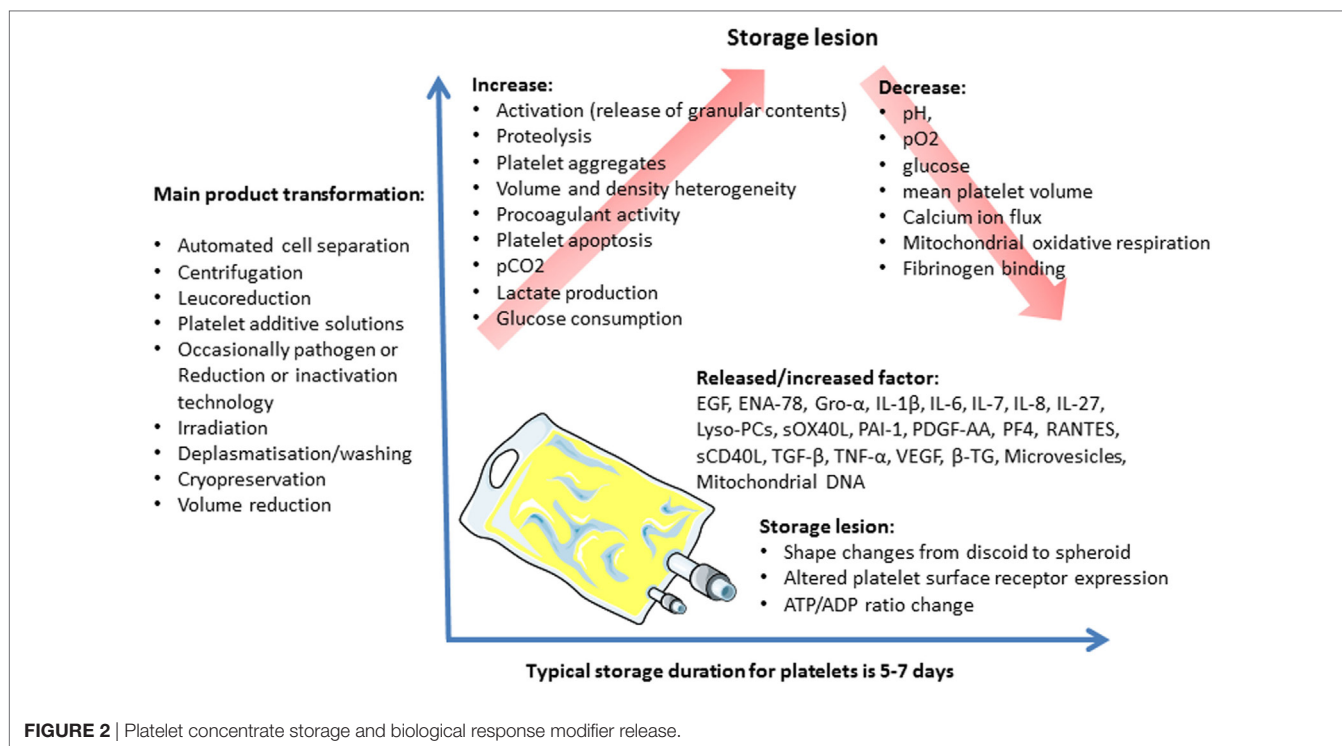 Storage lesion
Main product transformation:
• Automated cell separation
• Centrifugation
• Leucoreduction
• Platelet additive solutions
• Occasionally pathogen or
Reduction or inactivation
technology
• Irradiation
• Deplasmatisation/washing
• Cryopreservation
• Volume reduction
Increase:
• Activation (release of granular contents)
• Proteolysis
• Platelet aggregates
• Volume and density heterogeneity
• Procoagulant activity
• Platelet apoptosis
• pCO2
• Lactate production
• Glucose consumption
Decrease:
• pH,
• pO2
• glucose
• mean platelet volume
• Calcium ion flux
• Mitochondrial oxidative respiration
• Fibrinogen binding
Released/increased factor:
EGF, ENA-78, Gro-α, IL-1β, IL-6, IL-7, IL-8, IL-27,
Lyso-PCs, sOX40L, PAI-1, PDGF-AA, PF4, RANTES,
sCD40L, TGF-β, TNF-α, VEGF, β-TG, Microvesicles,
Mitochondrial DNA
Storage lesion:
• Shape changes from discoid to spheroid
• Altered platelet surface receptor expression
• ATP/ADP ratio change
Typical storage duration for platelets is 5-7 days
FIGURE 2 | Platelet concentrate storage and biological response modifier release.